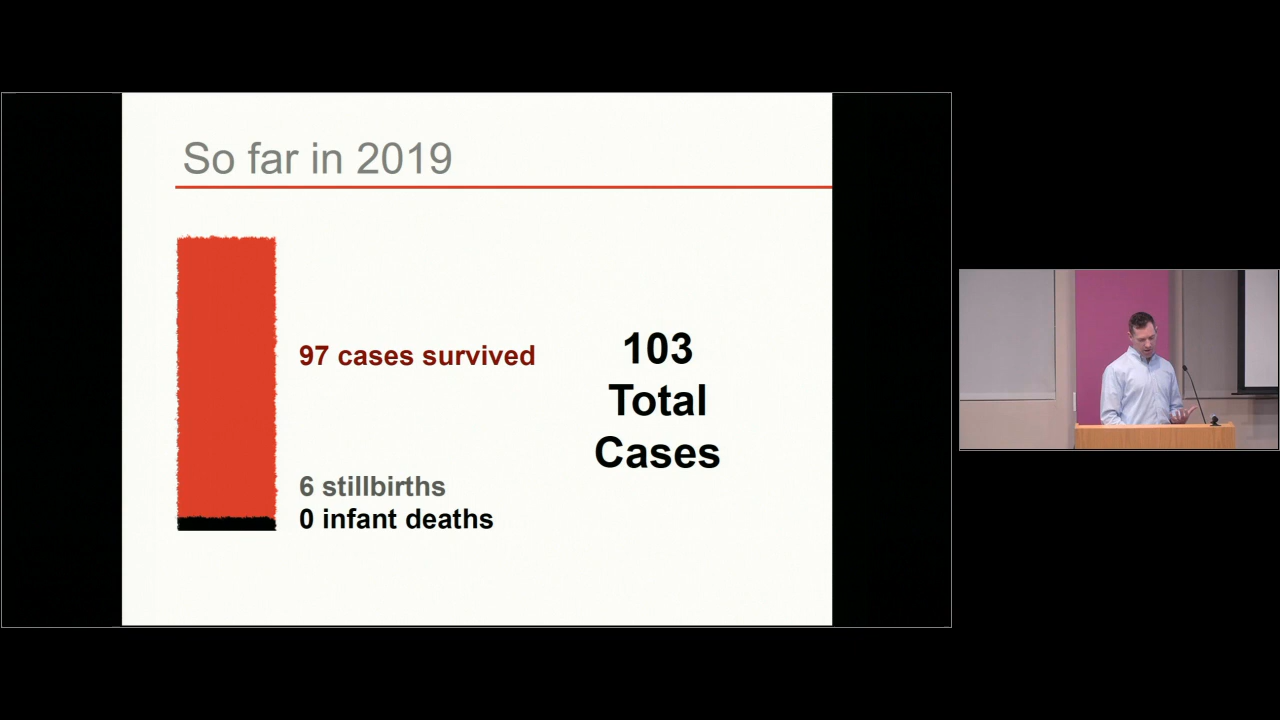 So far in 2019
97 cases survived
103
Total
Cases
6 stillbirths
0 infant deaths